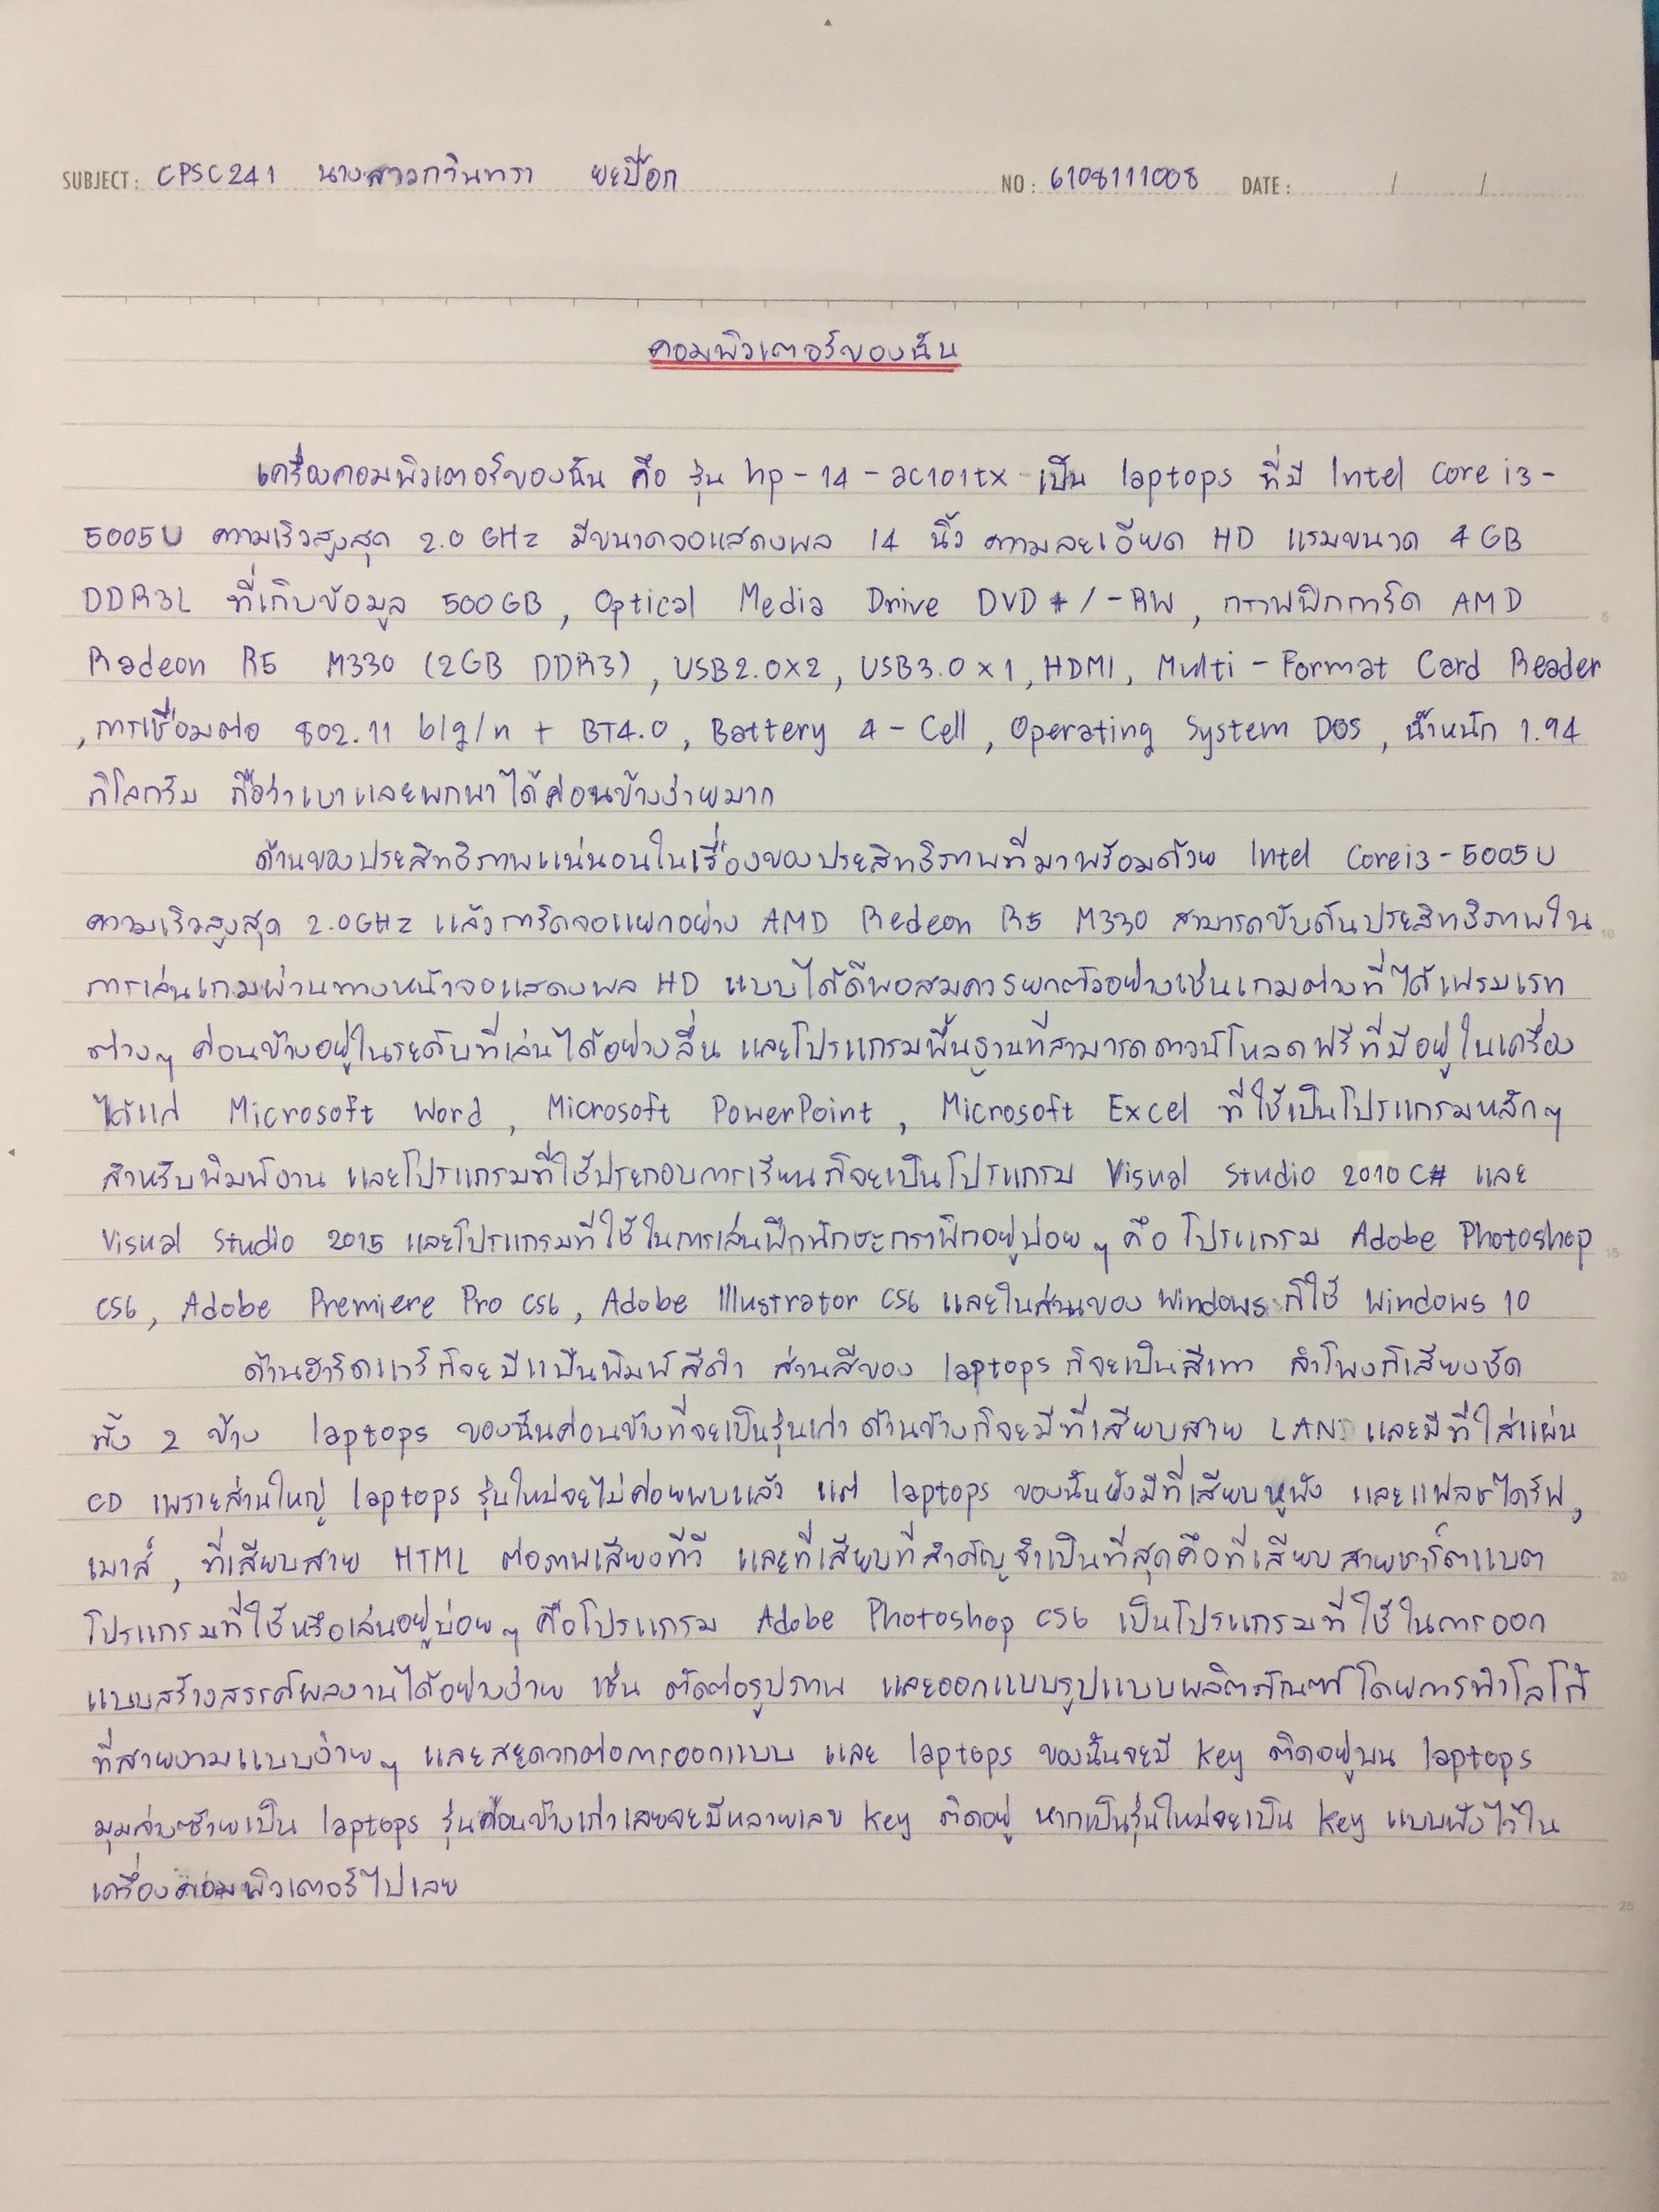 SUBJECT : CPSC241 นางสาวกวินทรา ยะปี๊อก NO : 6108111008 DATE : / /
คอมพิวเตอร์ของฉัน
เครื่องคอมพิวเตอร์ของฉัน คือ รุ่น hp - 14 - ac101tx เป็น laptops ที่มี Intel Core i3 -
5005U ความเร็วสูงสุด 2.0 GHz มีขนาดจอแสดงผล 14 นิ้ว ความละเอียด HD แรมขนาด 4 GB
DDR3L ที่เก็บข้อมูล 500GB , Optical Media Drive DVD+/-RW , กราฟฟิกการ์ด AMD
Radeon R5 M330 (2GB DDR3) , USB2.0x2 , USB3.0 x 1 , HDMI , Multi - Format Card Reader
, การเชื่อมต่อ 802.11 b/g/n + BT4.0 , Battery 4 - Cell , Operating System DOS , น้ำหนัก 1.94
กิโลกรัม ถือว่าเบาและพกพาได้ค่อนข้างง่ายมาก
ด้านของประสิทธิภาพแน่นอนในเรื่องของประสิทธิภาพที่มาพร้อมด้วย Intel Corei3-5005U
ความเร็วสูงสุด 2.0GHz แล้วการ์ดจอแยกอย่าง AMD Redeon R5 M330 สามารถขับดันประสิทธิภาพใน
การเล่นเกมผ่านทางหน้าจอแสดงผล HD แบบได้ดีพอสมควรยกตัวอย่างเช่นเกมต่างที่ได้เฟรมเรท
ต่างๆ ค่อนข้างอยู่ในระดับที่เล่นได้อย่างลื่น และโปรแกรมพื้นฐานที่สามารถดาวน์โหลดฟรีที่มีอยู่ในเครื่อง
ได้แก่ Microsoft Word , Microsoft PowerPoint , Microsoft Excel ที่ใช้เป็นโปรแกรมหลักๆ
สำหรับพิมพ์งาน และโปรแกรมที่ใช้ประกอบการเรียนก็จะเป็นโปรแกรม Visual Studio 2010 C# และ
Visual Studio 2015 และโปรแกรมที่ใช้ในการเล่นฝึกทักษะกราฟิกอยู่บ่อยๆ คือ โปรแกรม Adobe Photoshop
CS6 , Adobe Premiere Pro CS6 , Adobe Illustrator CS6 และในส่วนของ Windows ก็ใช้ Windows 10
ด้านฮาร์ดแวร์ก็จะมีแป้นพิมพ์สีดำ ส่วนสีของ laptops ก็จะเป็นสีเทา ลำโพงก็เสียงชัด
ทั้ง 2 ข้าง laptops ของฉันค่อนข้างที่จะเป็นรุ่นเก่า ด้านข้างก็จะมีที่เสียบสาย LAN และมีที่ใส่แผ่น
CD เพราะส่วนใหญ่ laptops รุ่นใหม่จะไม่ค่อยพบแล้ว แต่ laptops ของฉันยังมีที่เสียบหูฟัง และแฟลชไดร์ฟ,
เมาส์ , ที่เสียบสาย HTML ต่อภาพเสียงทีวี และที่เสียบที่สำคัญจำเป็นที่สุดคือที่เสียบสายชาร์ตแบต
โปรแกรมที่ใช้หรือเล่นอยู่บ่อยๆ คือโปรแกรม Adobe Photoshop CS6 เป็นโปรแกรมที่ใช้ในการออก
แบบสร้างสรรค์ผลงานได้อย่างง่าย เช่น ตัดต่อรูปภาพ และออกแบบรูปแบบผลิตภัณฑ์โดยการทำโลโก้
ที่สวยงามแบบง่ายๆ และสะดวกต่อการออกแบบ และ laptops ของฉันจะมี key ติดอยู่บน laptops
มุมล่างซ้ายเป็น laptops รุ่นค่อนข้างเก่าเลยจะมีหลายเลข key ติดอยู่ หากเป็นรุ่นใหม่จะเป็น key แบบฝังไว้ใน
เครื่องคอมพิวเตอร์ไปเลย